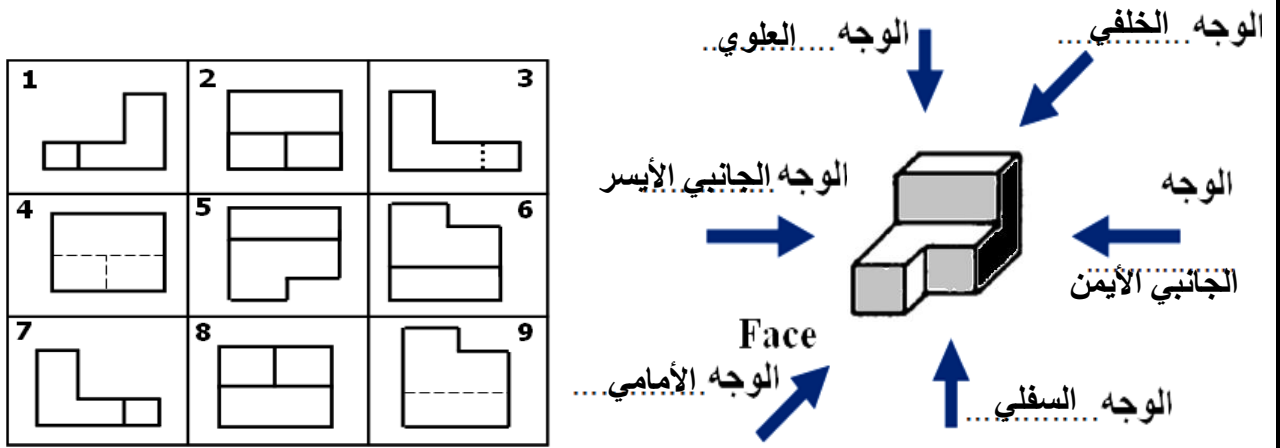 1
2
3
4
5
6
7
8
9
الوجه ....العلوي..
الوجه ....الخلفي...
الوجه الجانبي الأيسر
الوجه
الجانبي الأيمن
Face
الوجه الأمامي....
الوجه ..السفلي...